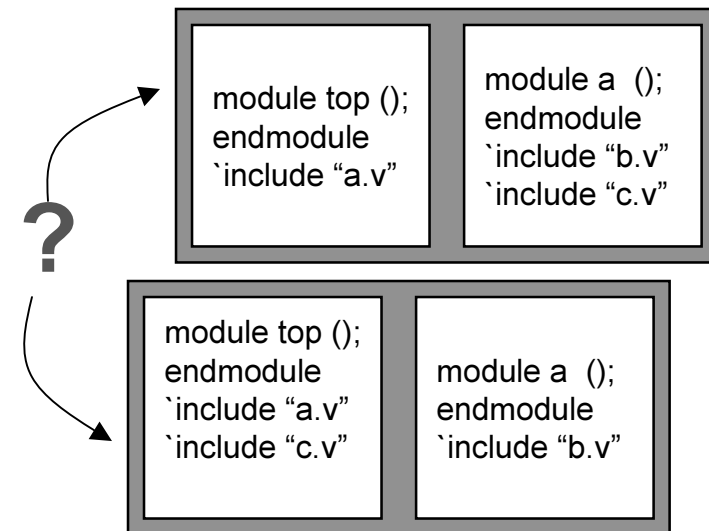 module top ();
endmodule
`include “a.v”
module a  ();
endmodule
`include “b.v”
`include “c.v”
?
module top ();
endmodule
`include “a.v”
`include “c.v”
module a  ();
endmodule
`include “b.v”